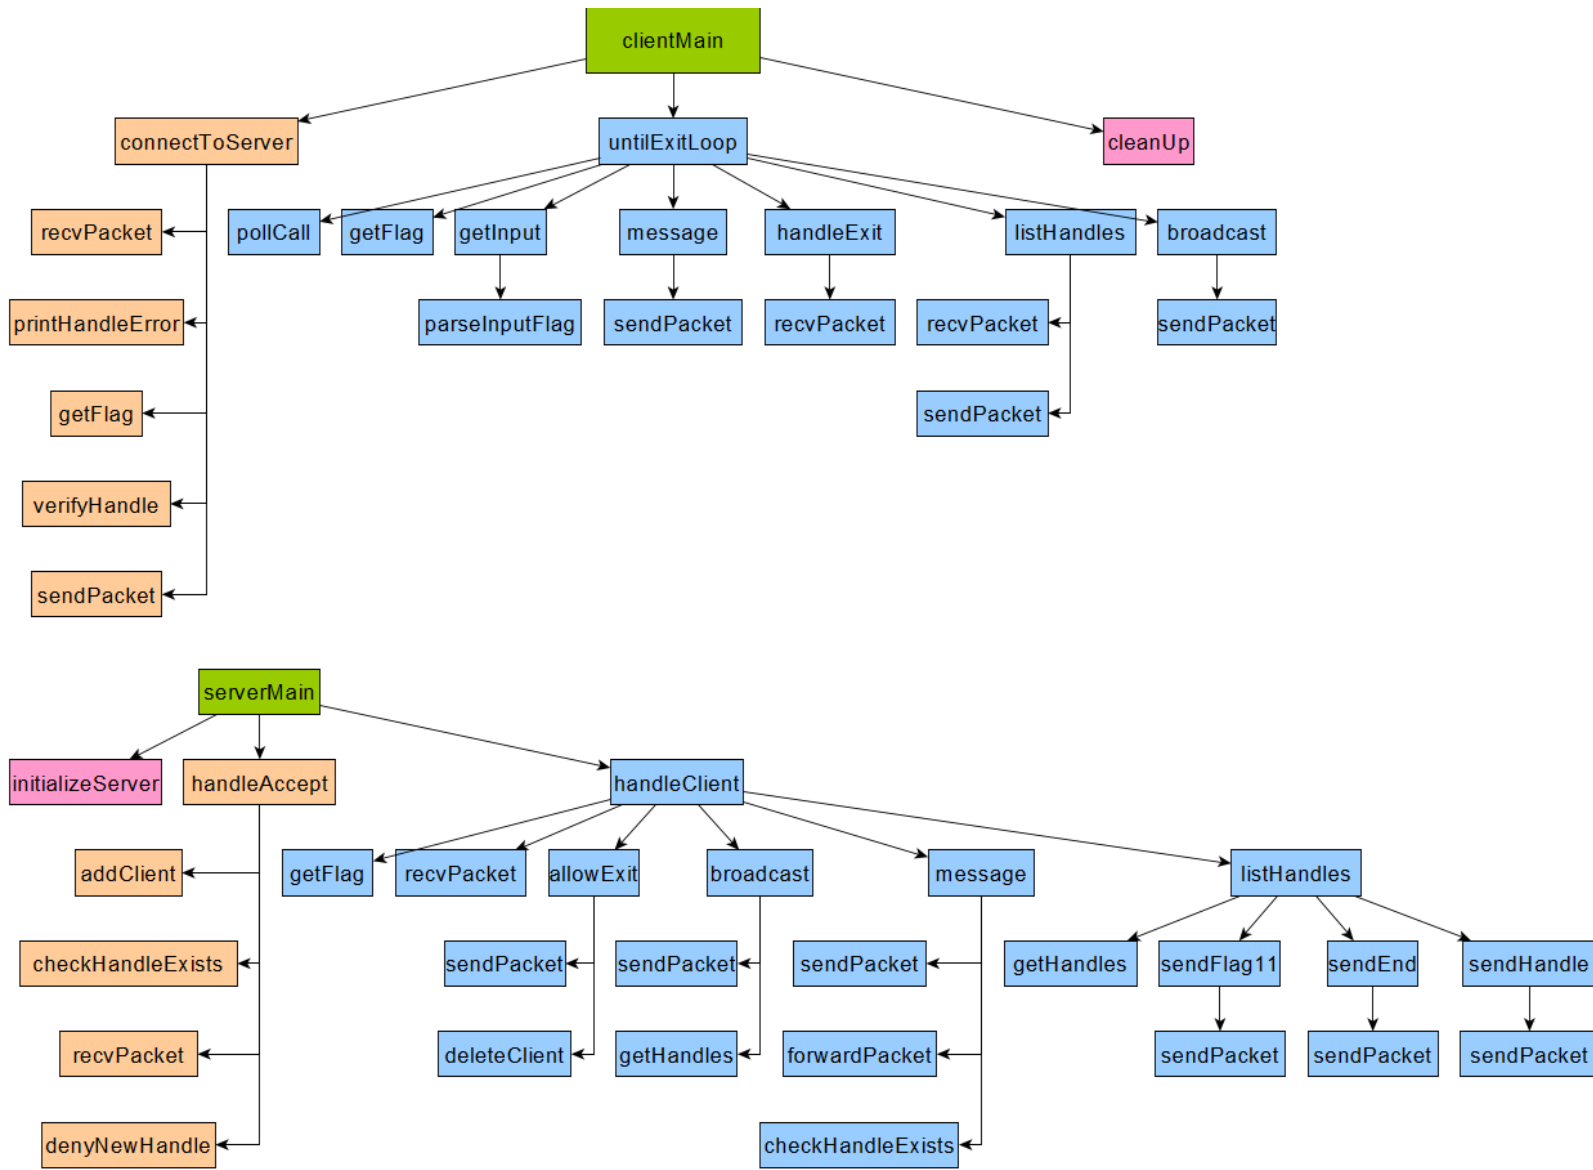 clientMain
connectToServer
untilExitLoop
cleanUp
recvPacket
pollCall
getFlag
getInput
message
handleExit
listHandles
broadcast
printHandleError
parseInputFlag
sendPacket
recvPacket
recvPacket
sendPacket
getFlag
sendPacket
verifyHandle
sendPacket
serverMain
initializeServer
handleAccept
handleClient
addClient
getFlag
recvPacket
allowExit
broadcast
message
listHandles
checkHandleExists
sendPacket
sendPacket
sendPacket
getHandles
sendFlag11
sendEnd
sendHandle
recvPacket
deleteClient
getHandles
forwardPacket
sendPacket
sendPacket
sendPacket
denyNewHandle
checkHandleExists